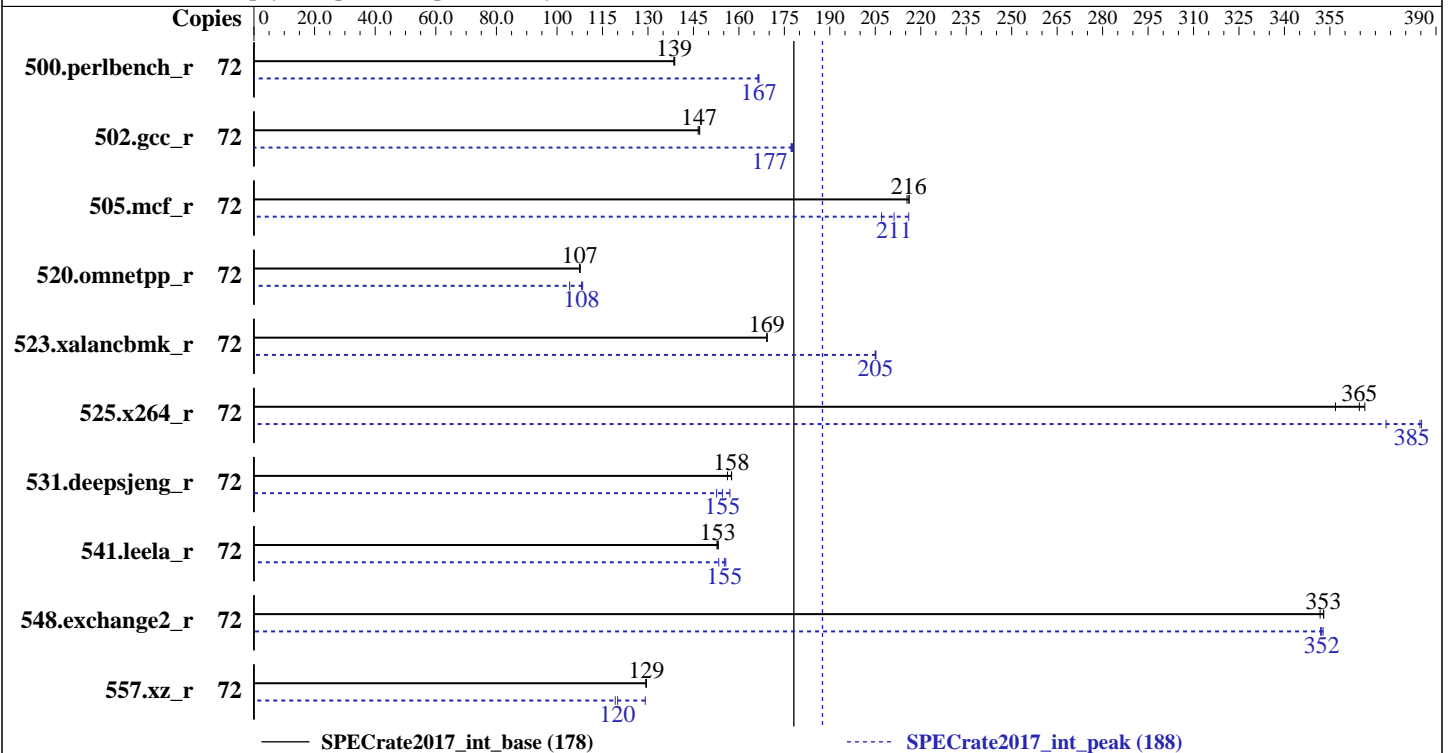 Copies 0 20.0 40.0 60.0 80.0 100 115 130 145 160 175 190 205 220 235 250 265 280 295 310 325 340 355 390
139
500.perlbench_r 72
167
147
502.gcc_r 72
177
216
505.mcf_r 72
211
107
520.omnetpp_r 72
108
169
523.xalancbmk_r 72
205
365
525.x264_r 72
385
158
531.deepsjeng_r 72
155
153
541.leela_r 72
155
353
548.exchange2_r 72
352
129
557.xz_r 72
120
SPECrate2017_int_base (178) SPECrate2017_int_peak (188)